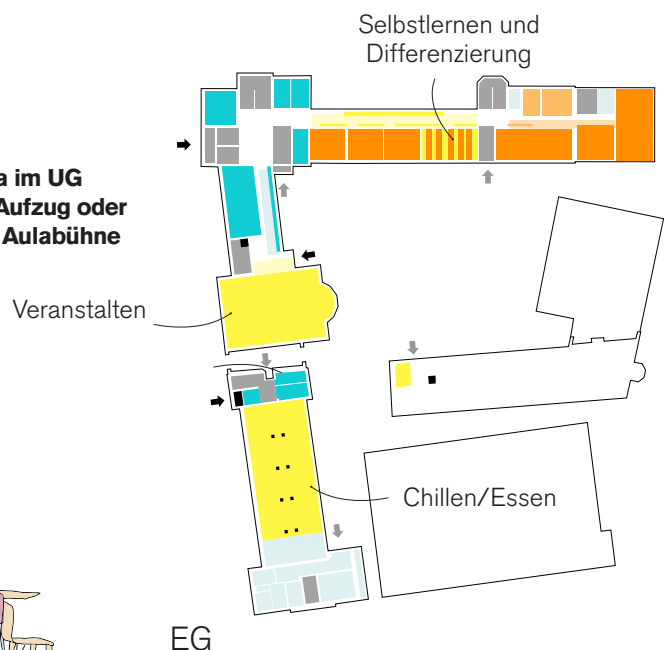 Selbstlernen und
Differenzierung
im UG
Aufzug oder
Aulabühne
Veranstalten
Chillen/Essen
EG